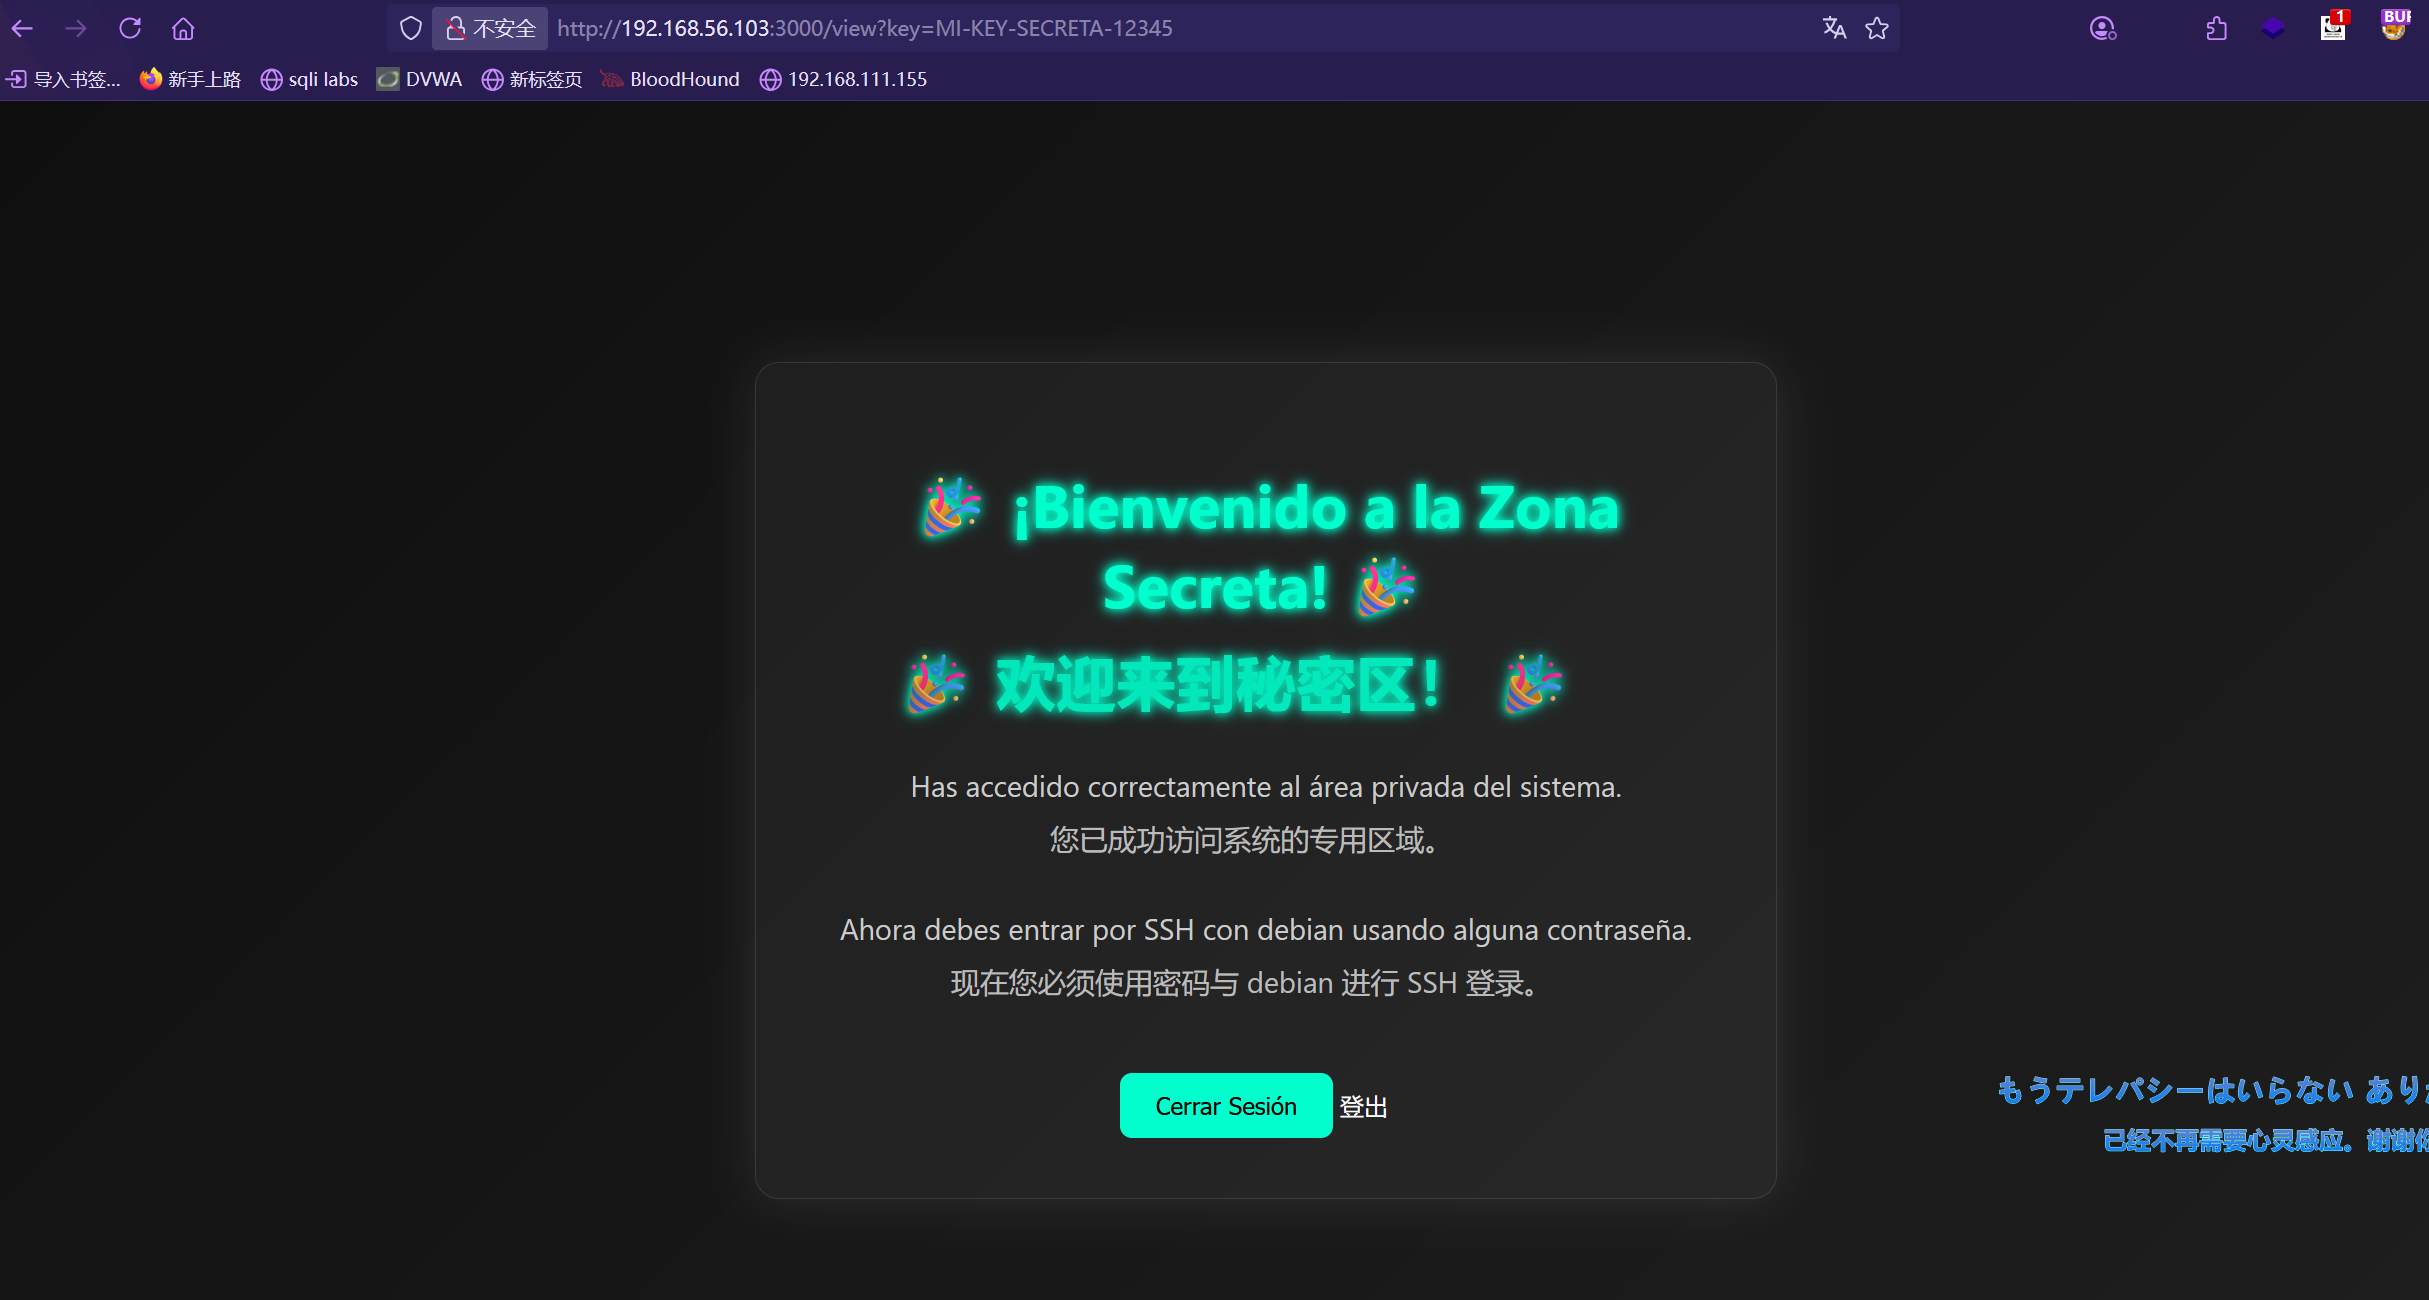 不安全 http://192.168.56.103:3000/view?key=MI-KEY-SECRETA-12345
1
BUR
导入书签... 新手上路 sqli labs DVWA 新标签页 BloodHound 192.168.111.155
🎉 ¡Bienvenido a la Zona
Secreta! 🎉
🎉 欢迎来到秘密区！ 🎉
Has accedido correctamente al área privada del sistema.
您已成功访问系统的专用区域。
Ahora debes entrar por SSH con debian usando alguna contraseña.
现在您必须使用密码与 debian 进行 SSH 登录。
Cerrar Sesión 登出
もうテレパシーはいらない あり
已经不再需要心灵感应。谢谢